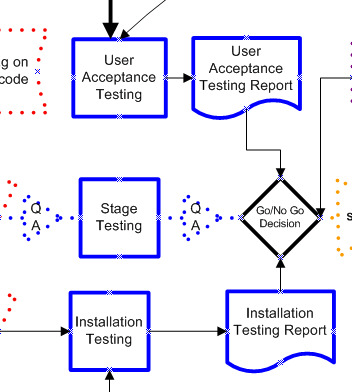 g on
code
User
Acceptance
Testing
User
Acceptance
Testing Report
Q
A
Stage
Testing
Q
A
Go/No Go
Decision
s
Installation
Testing
Installation
Testing Report